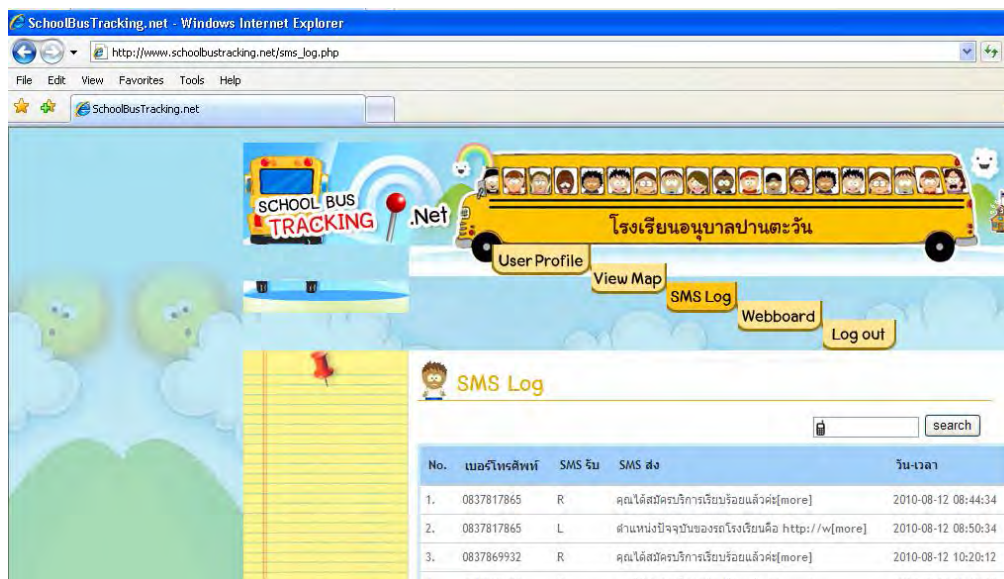 SchoolBusTracking.net - Windows Internet Explorer
http://www.schoolbustracking.net/sms_log.php
File Edit View Favorites Tools Help
SchoolBusTracking.net
SCHOOL BUS
TRACKING .Net
โรงเรียนอนุบาลปานตะวัน
User Profile
View Map
SMS Log
Webboard
Log out
SMS Log
search
No. เบอร์โทรศัพท์ SMS รับ SMS ส่ง วัน-เวลา
1. 0837817865 R คุณได้สมัครบริการเรียบร้อยแล้วค่ะ[more] 2010-08-12 08:44:34
2. 0837817865 L ตำแหน่งปัจจุบันของรถโรงเรียนคือ http://w[more] 2010-08-12 08:50:34
3. 0837869932 R คุณได้สมัครบริการเรียบร้อยแล้วค่ะ[more] 2010-08-12 10:20:12